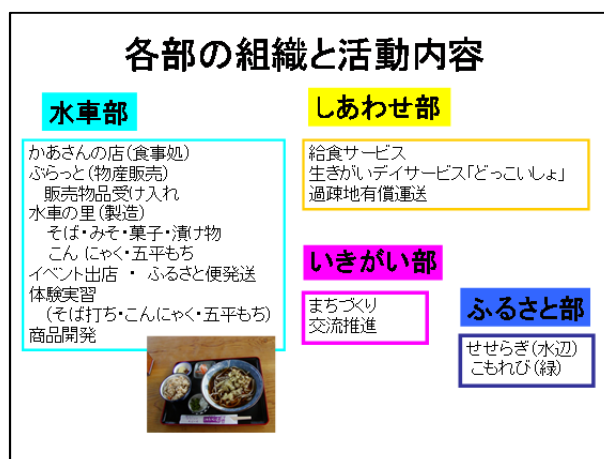 各部の組織と活動内容
水車部
かあさんの店(食事処)
ぷらっと(物産販売)
販売物品受け入れ
水車の里(製造)
そば・みそ・菓子・漬け物
こん にゃく・五平もち
イベント出店 ・ ふるさと便発送
体験実習
(そば打ち・こんにゃく・五平もち)
商品開発
しあわせ部
給食サービス
生きがいデイサービス「どっこいしょ」
過疎地有償運送
いきがい部
まちづくり
交流推進
ふるさと部
せせらぎ(水辺)
こもれび(緑)